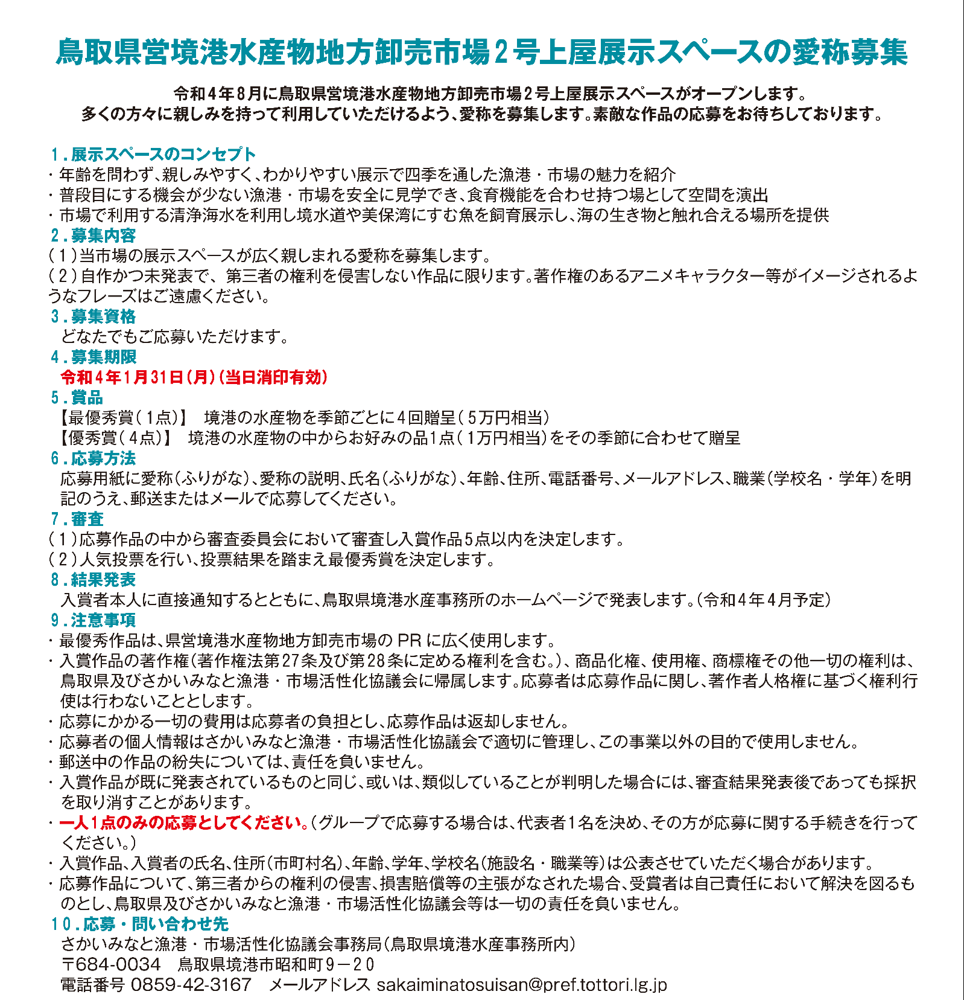 鳥取県営境港水産物地方卸売市場2号上屋展示スペースの愛称募集
令和4年8月に鳥取県営境港水産物地方卸売市場2号上屋展示スペースがオープンします。
多くの方々に親しみを持って利用していただけるよう、愛称を募集します。素敵な作品の応募をお待ちしております。
1.展示スペースのコンセプト
・年齢を問わず、親しみやすく、わかりやすい展示で四季を通した漁港・市場の魅力を紹介
・普段目にする機会が少ない漁港・市場を安全に見学でき、食育機能を合わせ持つ場として空間を演出
・市場で利用する清浄海水を利用し境水道や美保湾にすむ魚を飼育展示し、海の生き物と触れ合える場所を提供
2.募集内容
(1)当市場の展示スペースが広く親しまれる愛称を募集します。
(2)自作かつ未発表で、第三者の権利を侵害しない作品に限ります。著作権のあるアニメキャラクター等がイメージされるよ
うなフレーズはご遠慮ください。
3.募集資格
どなたでもご応募いただけます。
4.募集期限
令和4年1月31日(月)(当日消印有効)
5.賞品
【最優秀賞(1点)】　境港の水産物を季節ごとに4回贈呈(5万円相当)
【優秀賞(4点)】　境港の水産物の中からお好みの品1点(1万円相当)をその季節に合わせて贈呈
6.応募方法
応募用紙に愛称(ふりがな)、愛称の説明、氏名(ふりがな)、年齢、住所、電話番号、メールアドレス、職業(学校名・学年)を明
記のうえ、郵送またはメールで応募してください。
7.審査
(1)応募作品の中から審査委員会において審査し入賞作品5点以内を決定します。
(2)人気投票を行い、投票結果を踏まえ最優秀賞を決定します。
8.結果発表
入賞者本人に直接通知するとともに、鳥取県境港水産事務所のホームページで発表します。(令和4年4月予定)
9.注意事項
・最優秀作品は、県営境港水産物地方卸売市場のPRに広く使用します。
・入賞作品の著作権(著作権法第27条及び第28条に定める権利を含む。)、商品化権、使用権、商標権その他一切の権利は、
鳥取県及びさかいみなと漁港・市場活性化協議会に帰属します。応募者は応募作品に関し、著作者人格権に基づく権利行
使は行わないこととします。
・応募にかかる一切の費用は応募者の負担とし、応募作品は返却しません。
・応募者の個人情報はさかいみなと漁港・市場活性化協議会で適切に管理し、この事業以外の目的で使用しません。
・郵送中の作品の紛失については、責任を負いません。
・入賞作品が既に発表されているものと同じ、或いは、類似していることが判明した場合には、審査結果発表後であっても採択
を取り消すことがあります。
・一人1点のみの応募としてください。(グループで応募する場合は、代表者1名を決め、その方が応募に関する手続きを行って
ください。)
・入賞作品、入賞者の氏名、住所(市町村名)、年齢、学年、学校名(施設名・職業等)は公表させていただく場合があります。
・応募作品について、第三者からの権利の侵害、損害賠償等の主張がなされた場合、受賞者は自己責任において解決を図るも
のとし、鳥取県及びさかいみなと漁港・市場活性化協議会等は一切の責任を負いません。
10.応募・問い合わせ先
さかいみなと漁港・市場活性化協議会事務局(鳥取県境港水産事務所内)
〒684-0034　鳥取県境港市昭和町9−20
電話番号 0859-42-3167　メールアドレス sakaiminatosuisan@pref.tottori.lg.jp